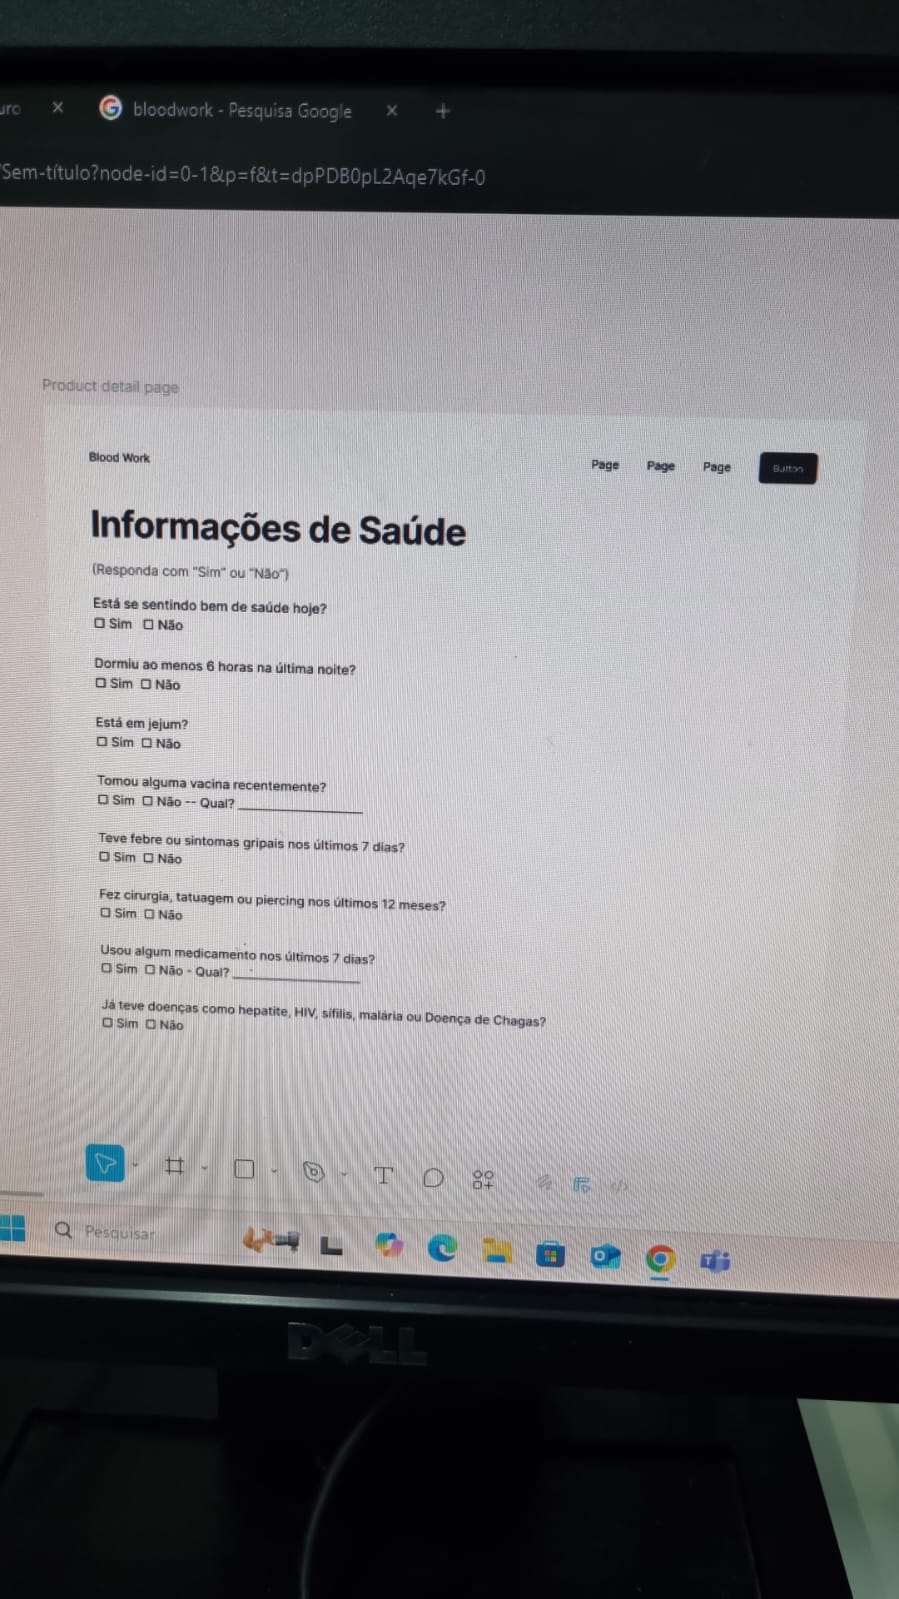 uro
bloodwork - Pesquisa Google
/Sem-título?node-id=0-1&p=f&t=dpPDB0pL2Aqe7kGf-0
Product detail page
Blood Work
Page Page Page Button
Informações de Saúde
(Responda com "Sim" ou "Não")
Está se sentindo bem de saúde hoje?
☐ Sim ☐ Não
Dormiu ao menos 6 horas na última noite?
☐ Sim ☐ Não
Está em jejum?
☐ Sim ☐ Não
Tomou alguma vacina recentemente?
☐ Sim ☐ Não -- Qual? ________________
Teve febre ou sintomas gripais nos últimos 7 dias?
☐ Sim ☐ Não
Fez cirurgia, tatuagem ou piercing nos últimos 12 meses?
☐ Sim ☐ Não
Usou algum medicamento nos últimos 7 dias?
☐ Sim ☐ Não - Qual? ________________
Já teve doenças como hepatite, HIV, sífilis, malária ou Doença de Chagas?
☐ Sim ☐ Não
Pesquisar
DELL